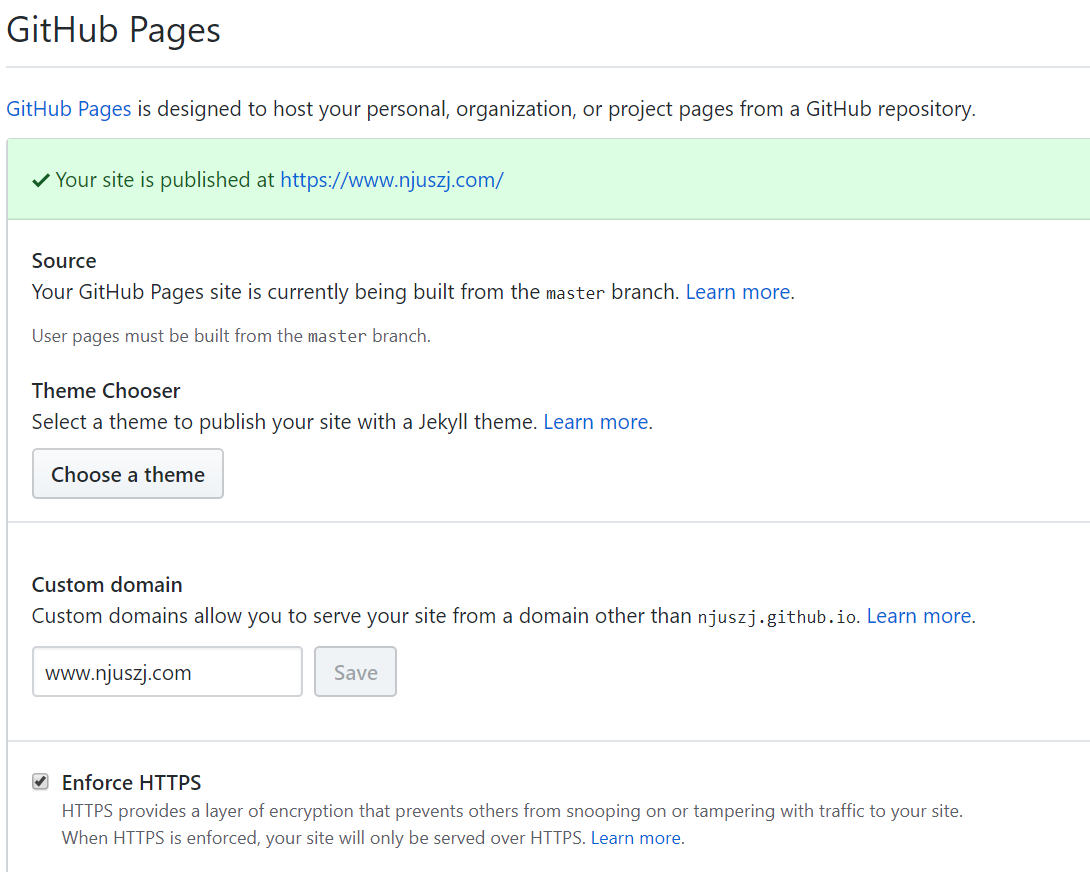 GitHub Pages
GitHub Pages is designed to host your personal, organization, or project pages from a GitHub repository.
Your site is published at https://www.njuszj.com/
Source
Your GitHub Pages site is currently being built from the master branch. Learn more.
User pages must be built from the master branch.
Theme Chooser
Select a theme to publish your site with a Jekyll theme. Learn more.
Choose a theme
Custom domain
Custom domains allow you to serve your site from a domain other than njuszj.github.io. Learn more.
www.njuszj.com Save
Enforce HTTPS
HTTPS provides a layer of encryption that prevents others from snooping on or tampering with traffic to your site.
When HTTPS is enforced, your site will only be served over HTTPS. Learn more.